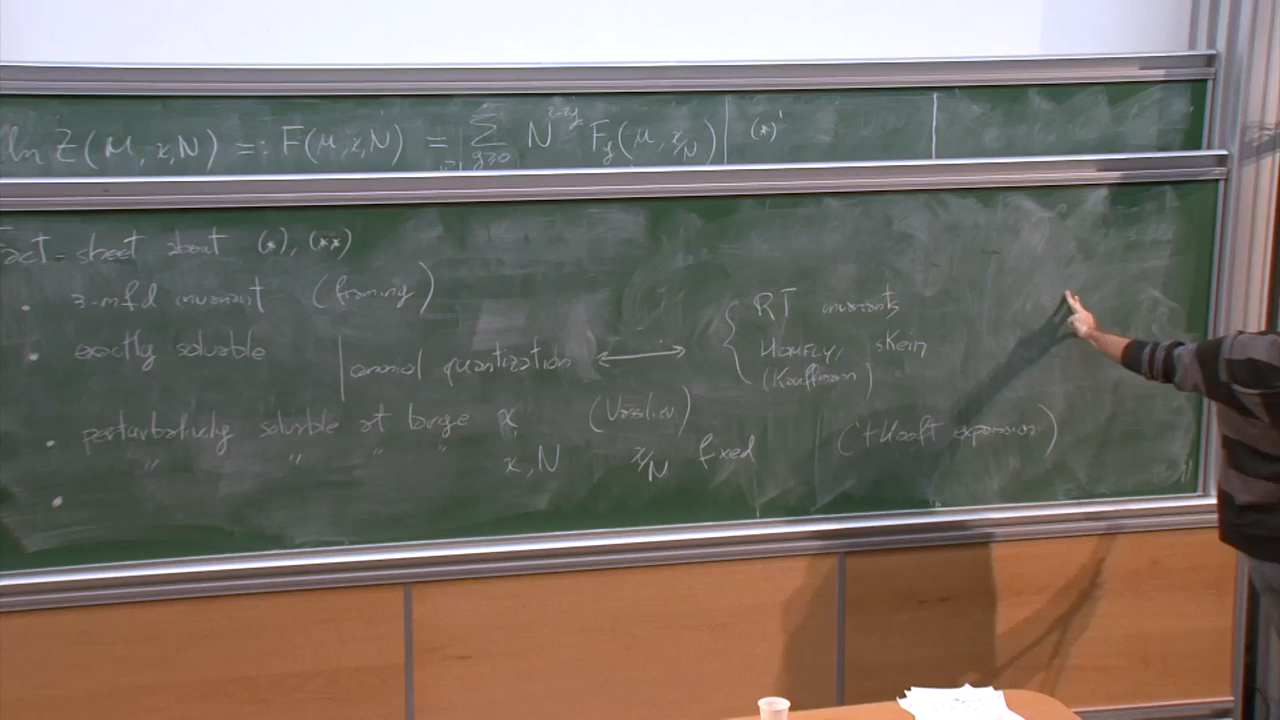 ln Z(M, x, N) =: F(M, x, N) = Σ_{g≥0} N^{2-2g} F_g(M, x/N) (*)'
Fact-sheet about (*), (**)
• 3-mfd invariant (framing)
• exactly soluble canonical quantization ⟷ { RT invariants
HOMFLY, skein
(Kauffman)
• perturbatively soluble at large x (Vassiliev)
" " " " x, N x/N fixed ('t Hooft expansion)
•